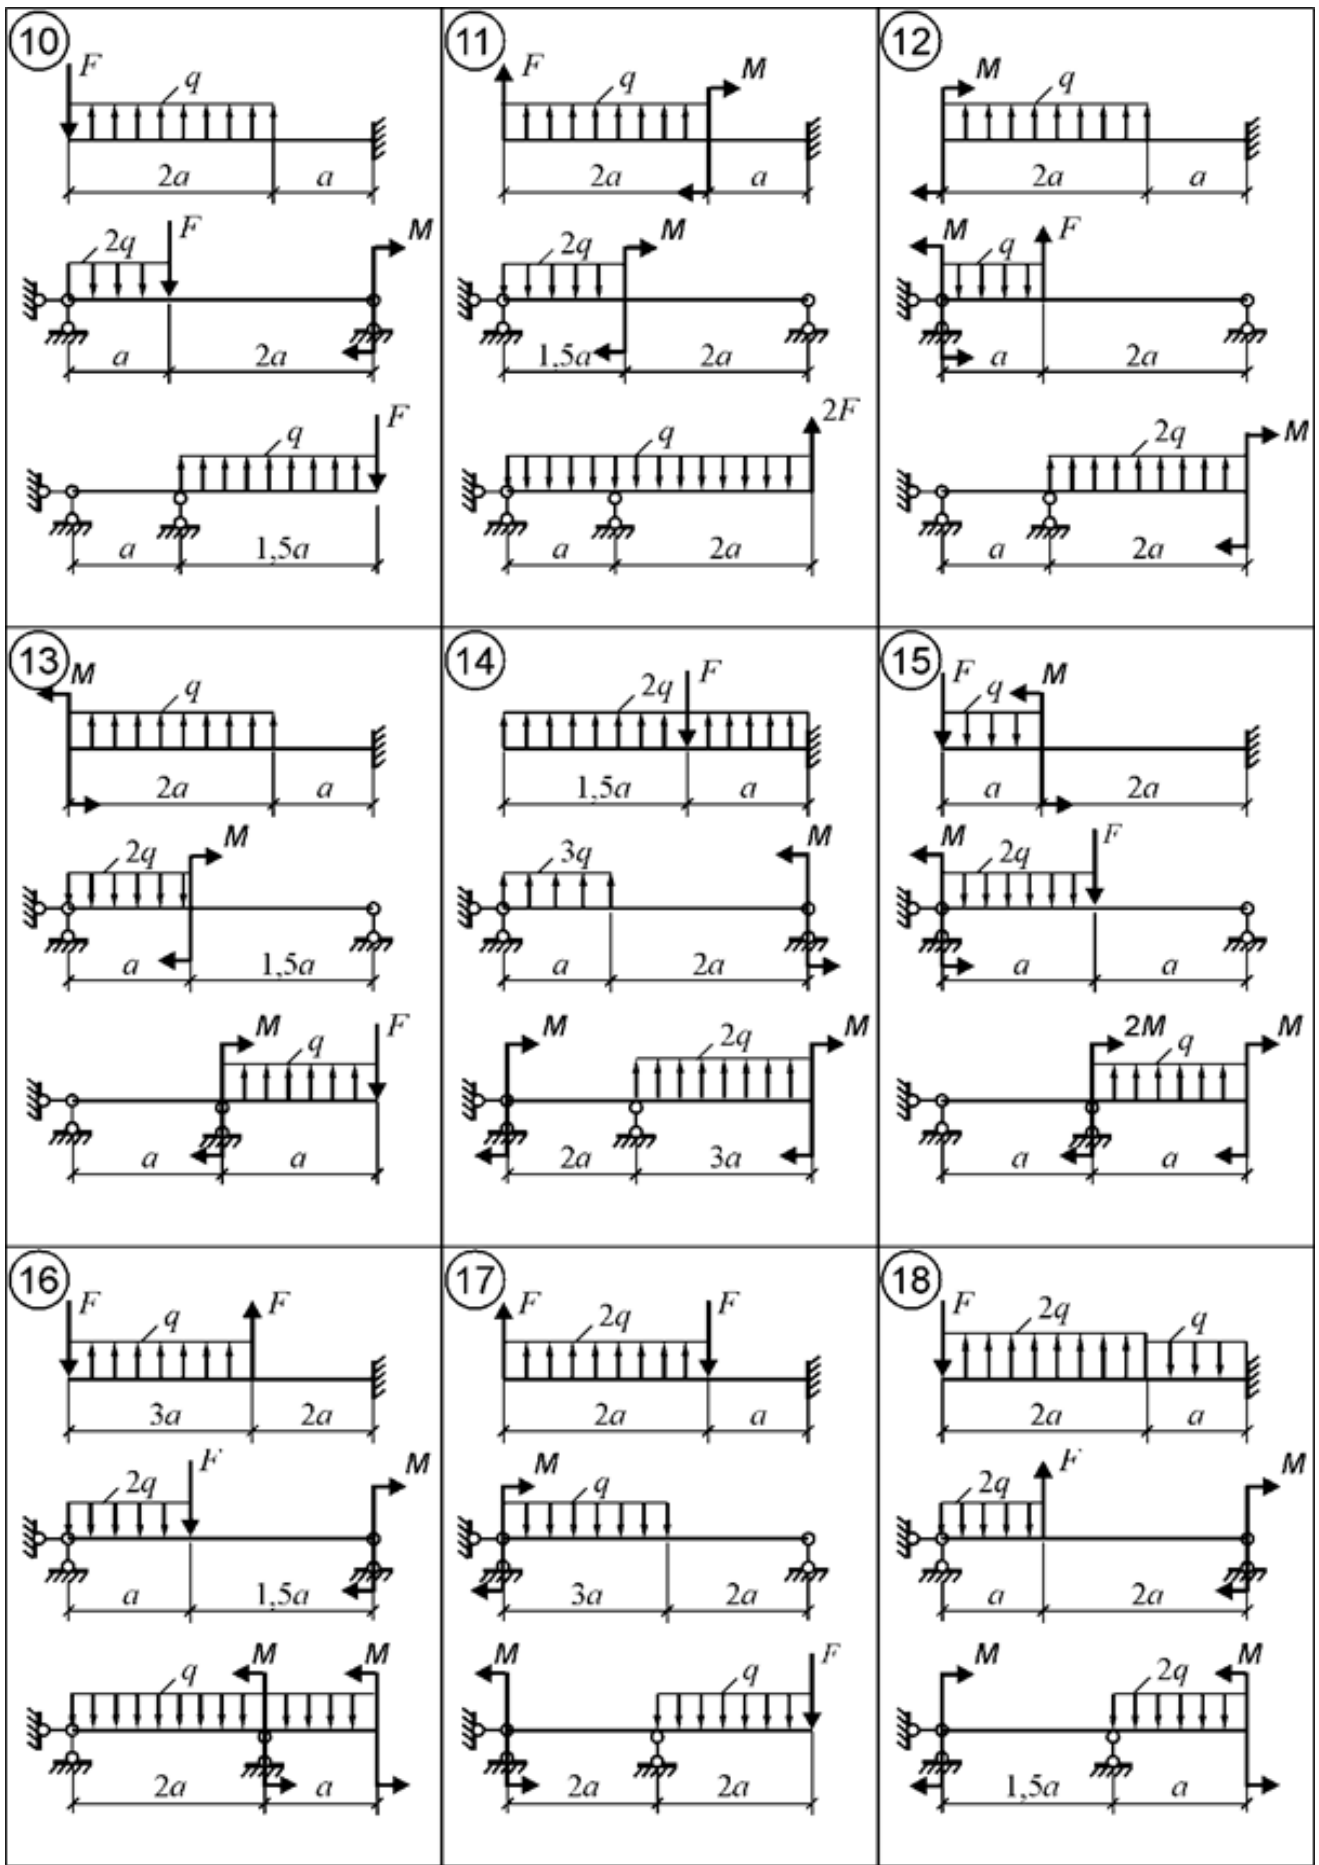 10 11 12
F q
2a a
F q M
2a a
M q
2a a
2q F M
a 2a
2q M
1,5a 2a
M q F
a 2a
q F
a 1,5a
q 2F
a 2a
2q M
a 2a
13 14 15
M q
2a a
2q F
1,5a a
F q M
a 2a
2q M
a 1,5a
3q M
a 2a
M 2q F
a a
M q F
a a
M 2q M
2a 3a
2M q M
a a
16 17 18
F q F
3a 2a
F 2q F
2a a
F 2q q
2a a
2q F M
a 1,5a
M q
3a 2a
2q F M
a 2a
q M M
2a a
M q F
2a 2a
M 2q M
1,5a a